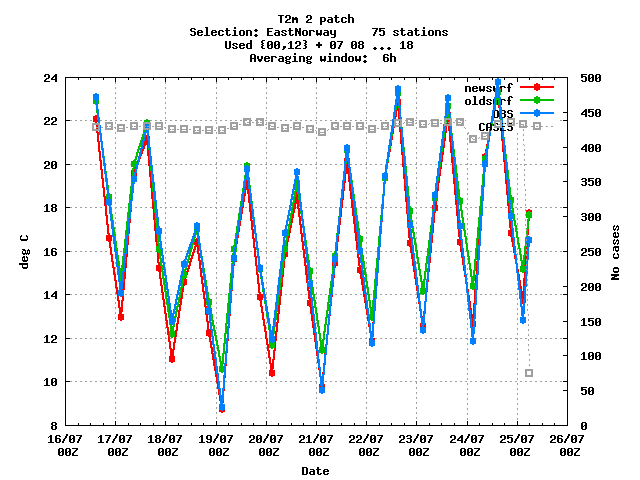 T2m 2 patch
Selection: EastNorway 75 stations
Used {00,12} + 07 08 ... 18
Averaging window: 6h
newsurf
oldsurf
OBS
CASES
24
22
20
18
16
14
12
10
8
deg C
500
450
400
350
300
250
200
150
100
50
0
No cases
16/07 17/07 18/07 19/07 20/07 21/07 22/07 23/07 24/07 25/07 26/07
00Z 00Z 00Z 00Z 00Z 00Z 00Z 00Z 00Z 00Z 00Z
Date